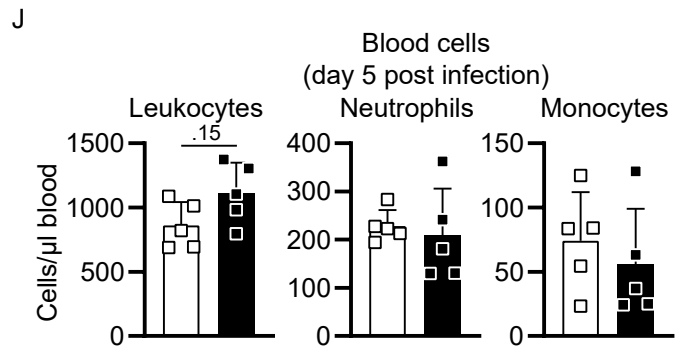 J
Blood cells
(day 5 post infection)
Leukocytes Neutrophils Monocytes
Cells/µl blood
1500
1000
500
0
.15
400
300
200
100
0
150
100
50
0